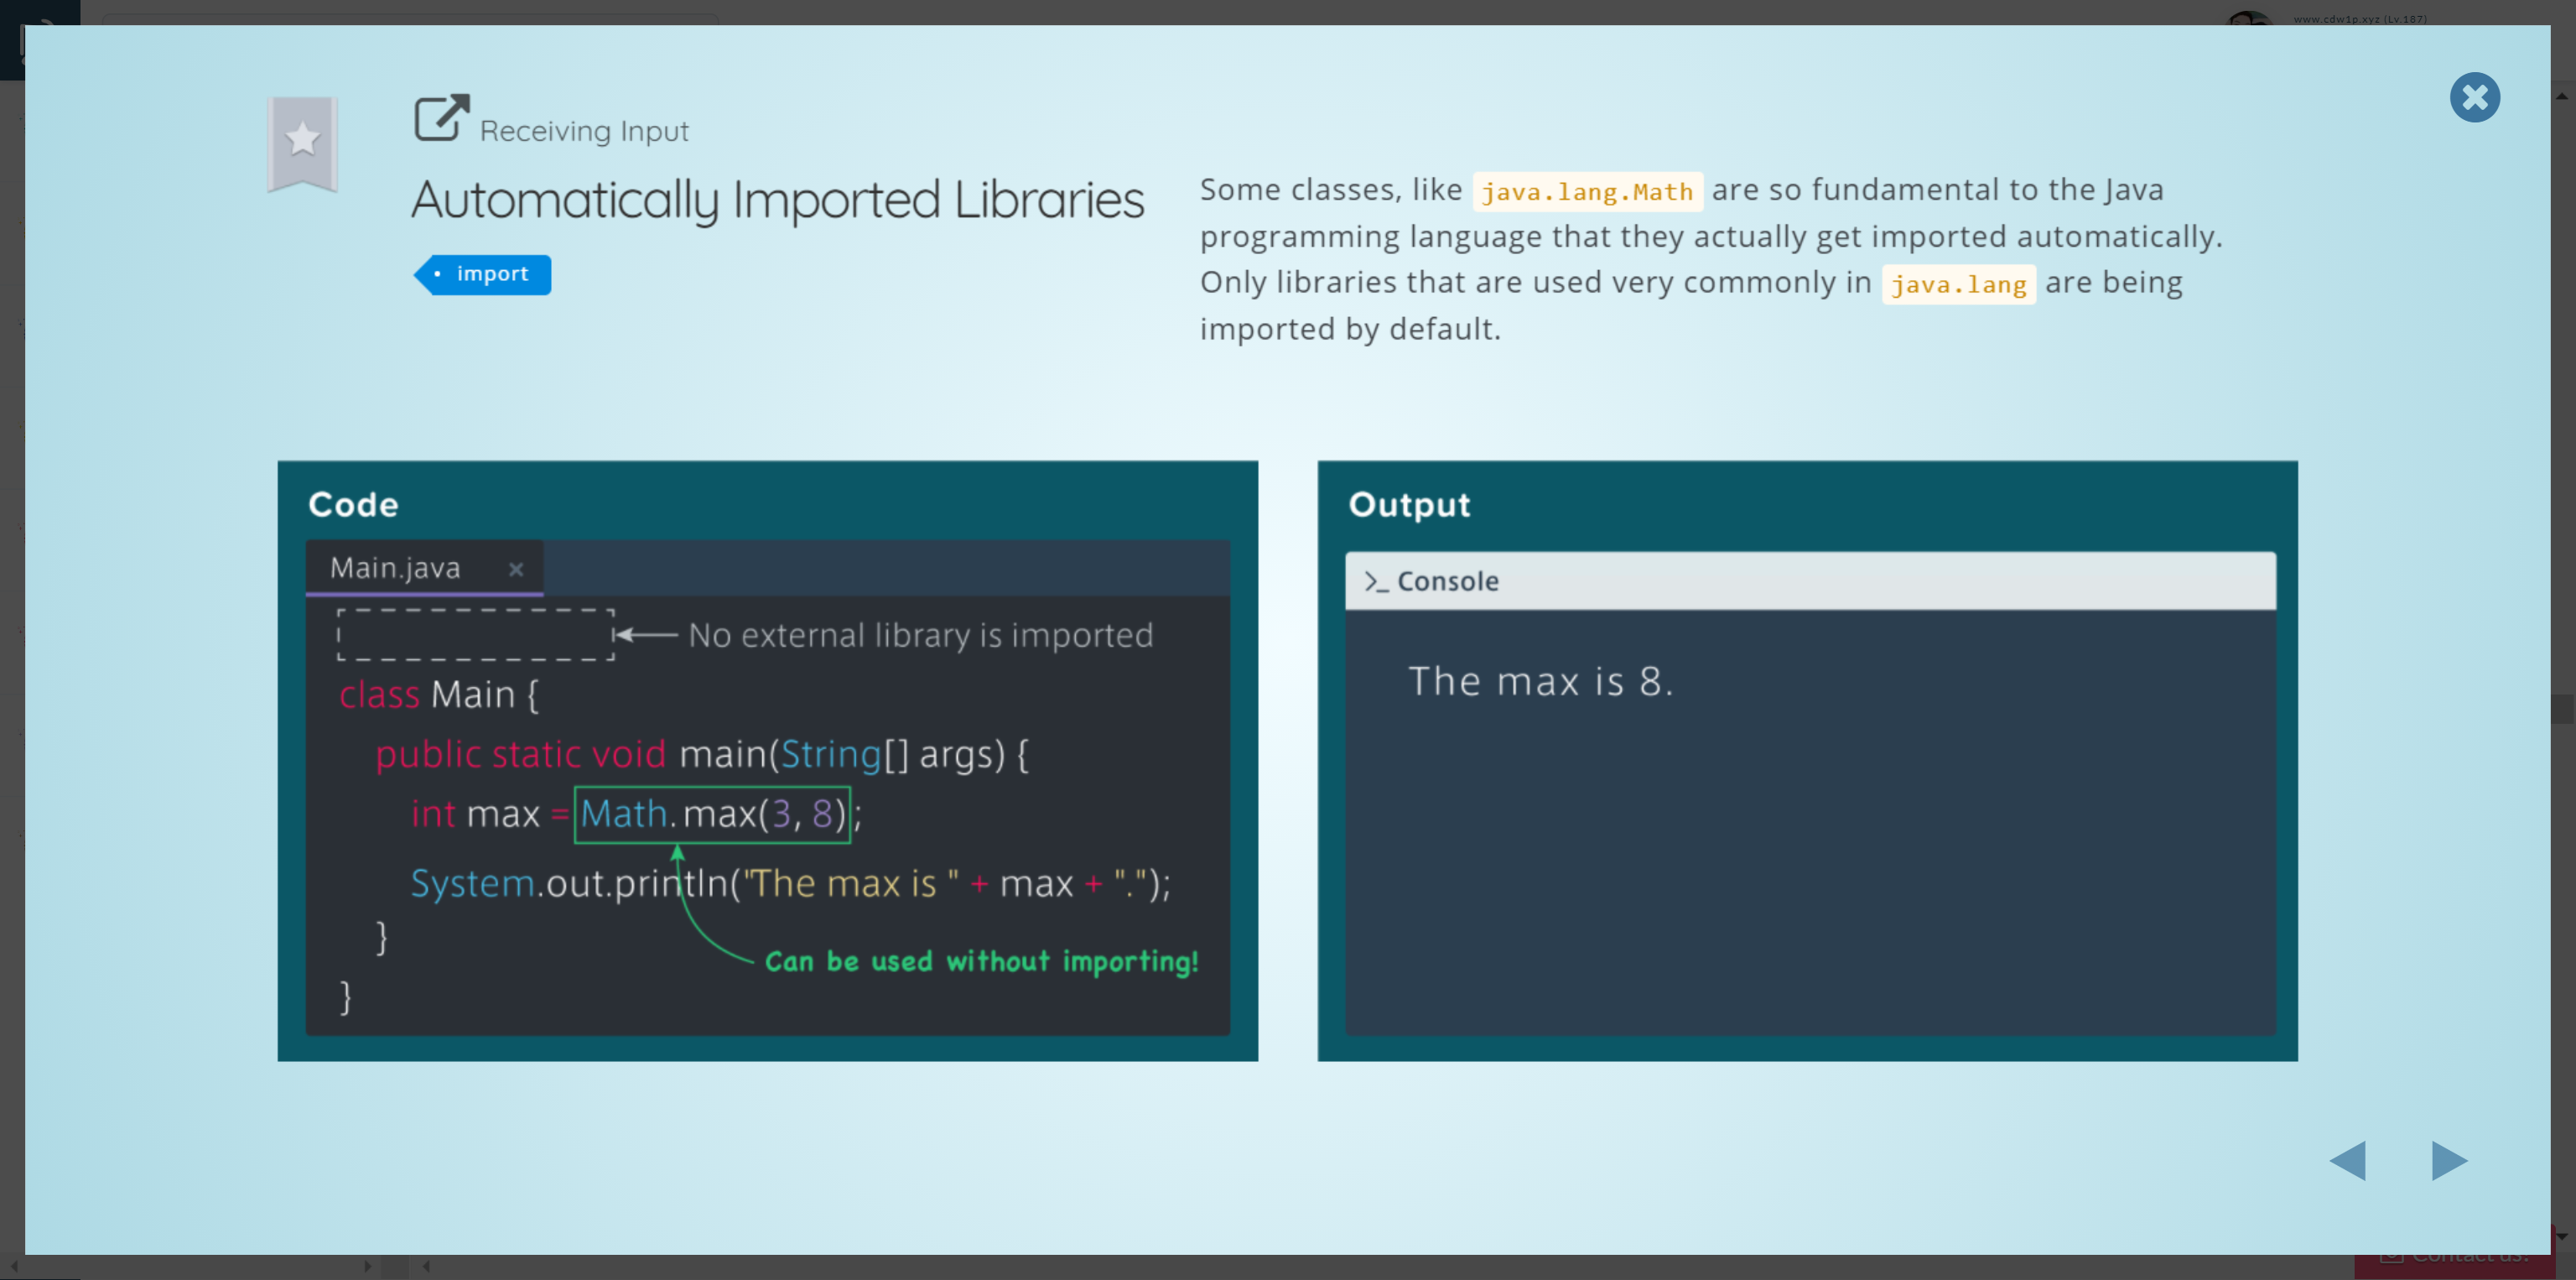 www.cdw1p.xyz (Lv.187)
Receiving Input
Automatically Imported Libraries
import
Some classes, like java.lang.Math are so fundamental to the Java
programming language that they actually get imported automatically.
Only libraries that are used very commonly in java.lang are being
imported by default.
Code
Main.java ×
No external library is imported
class Main {
public static void main(String[] args) {
int max = Math.max(3, 8);
System.out.println("The max is " + max + ".");
}
Can be used without importing!
}
Output
>_ Console
The max is 8.
Contact us!